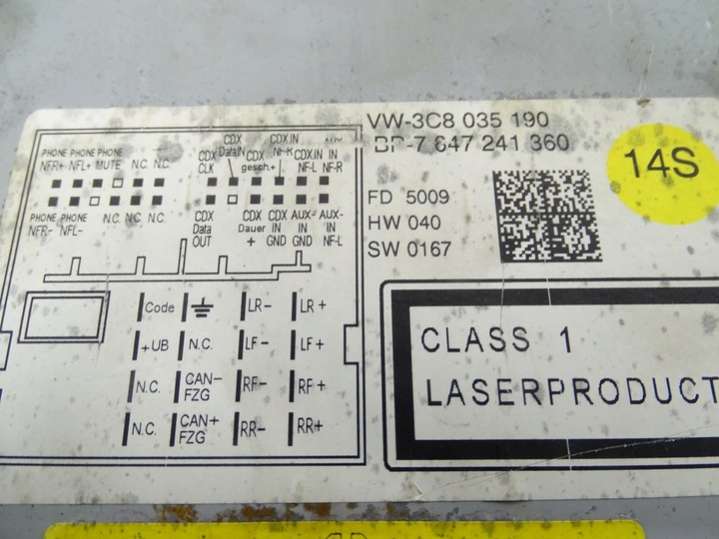 VW-3C8 035 190
BP-7 647 241 360
14S
FD 5009
HW 040
SW 0167
CLASS 1
LASERPRODUCT
CDX CDX.IN
PHONE PHONE PHONE CDX DataIN CDX NF-R CDX.IN IN
NFR+ NFL+ MUTE N.C. N.C. CLK gesch.+ NF-L NF-R
PHONE PHONE N.C. N.C. N.C. CDX CDX CDX AUX- AUX-
NFR- NFL- Data Dauer IN IN IN
OUT + GND GND NF-L
Code LR- LR+
+UB N.C. LF- LF+
N.C. CAN- RF- RF+
FZG
N.C. CAN+ RR- RR+
FZG